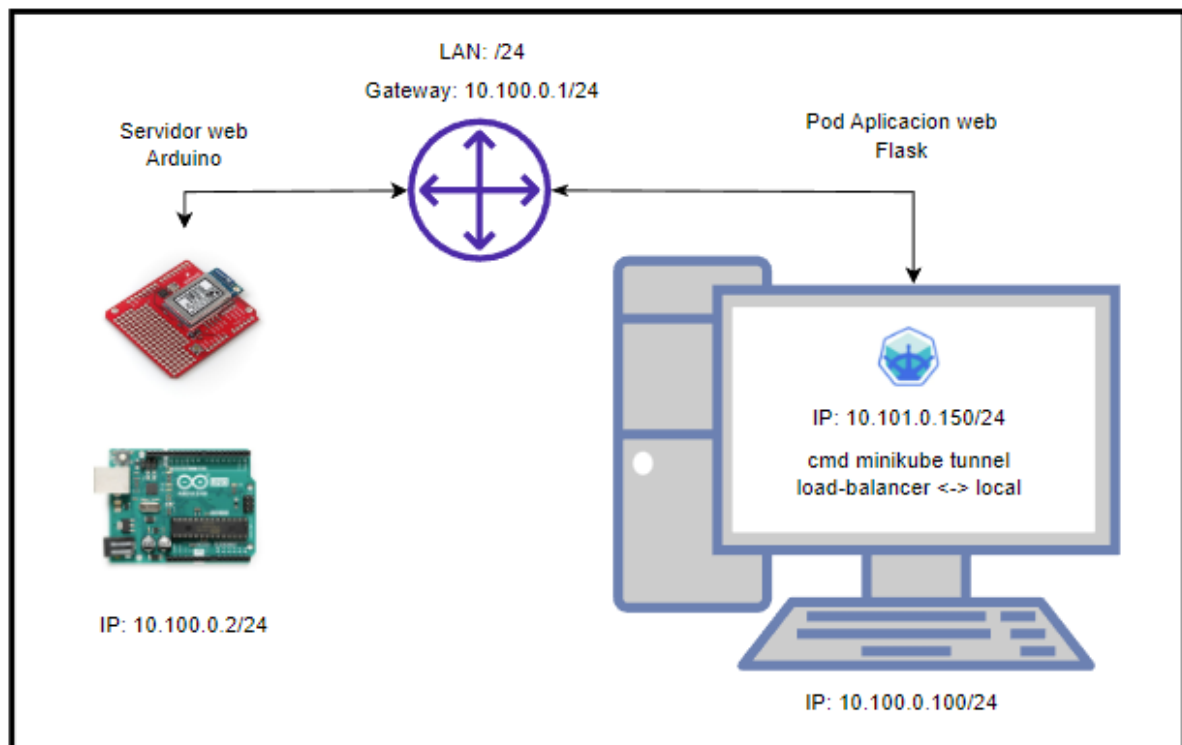 LAN: /24
Gateway: 10.100.0.1/24
Servidor web
Arduino
Pod Aplicacion web
Flask
IP: 10.101.0.150/24
cmd minikube tunnel
load-balancer <-> local
IP: 10.100.0.2/24
IP: 10.100.0.100/24